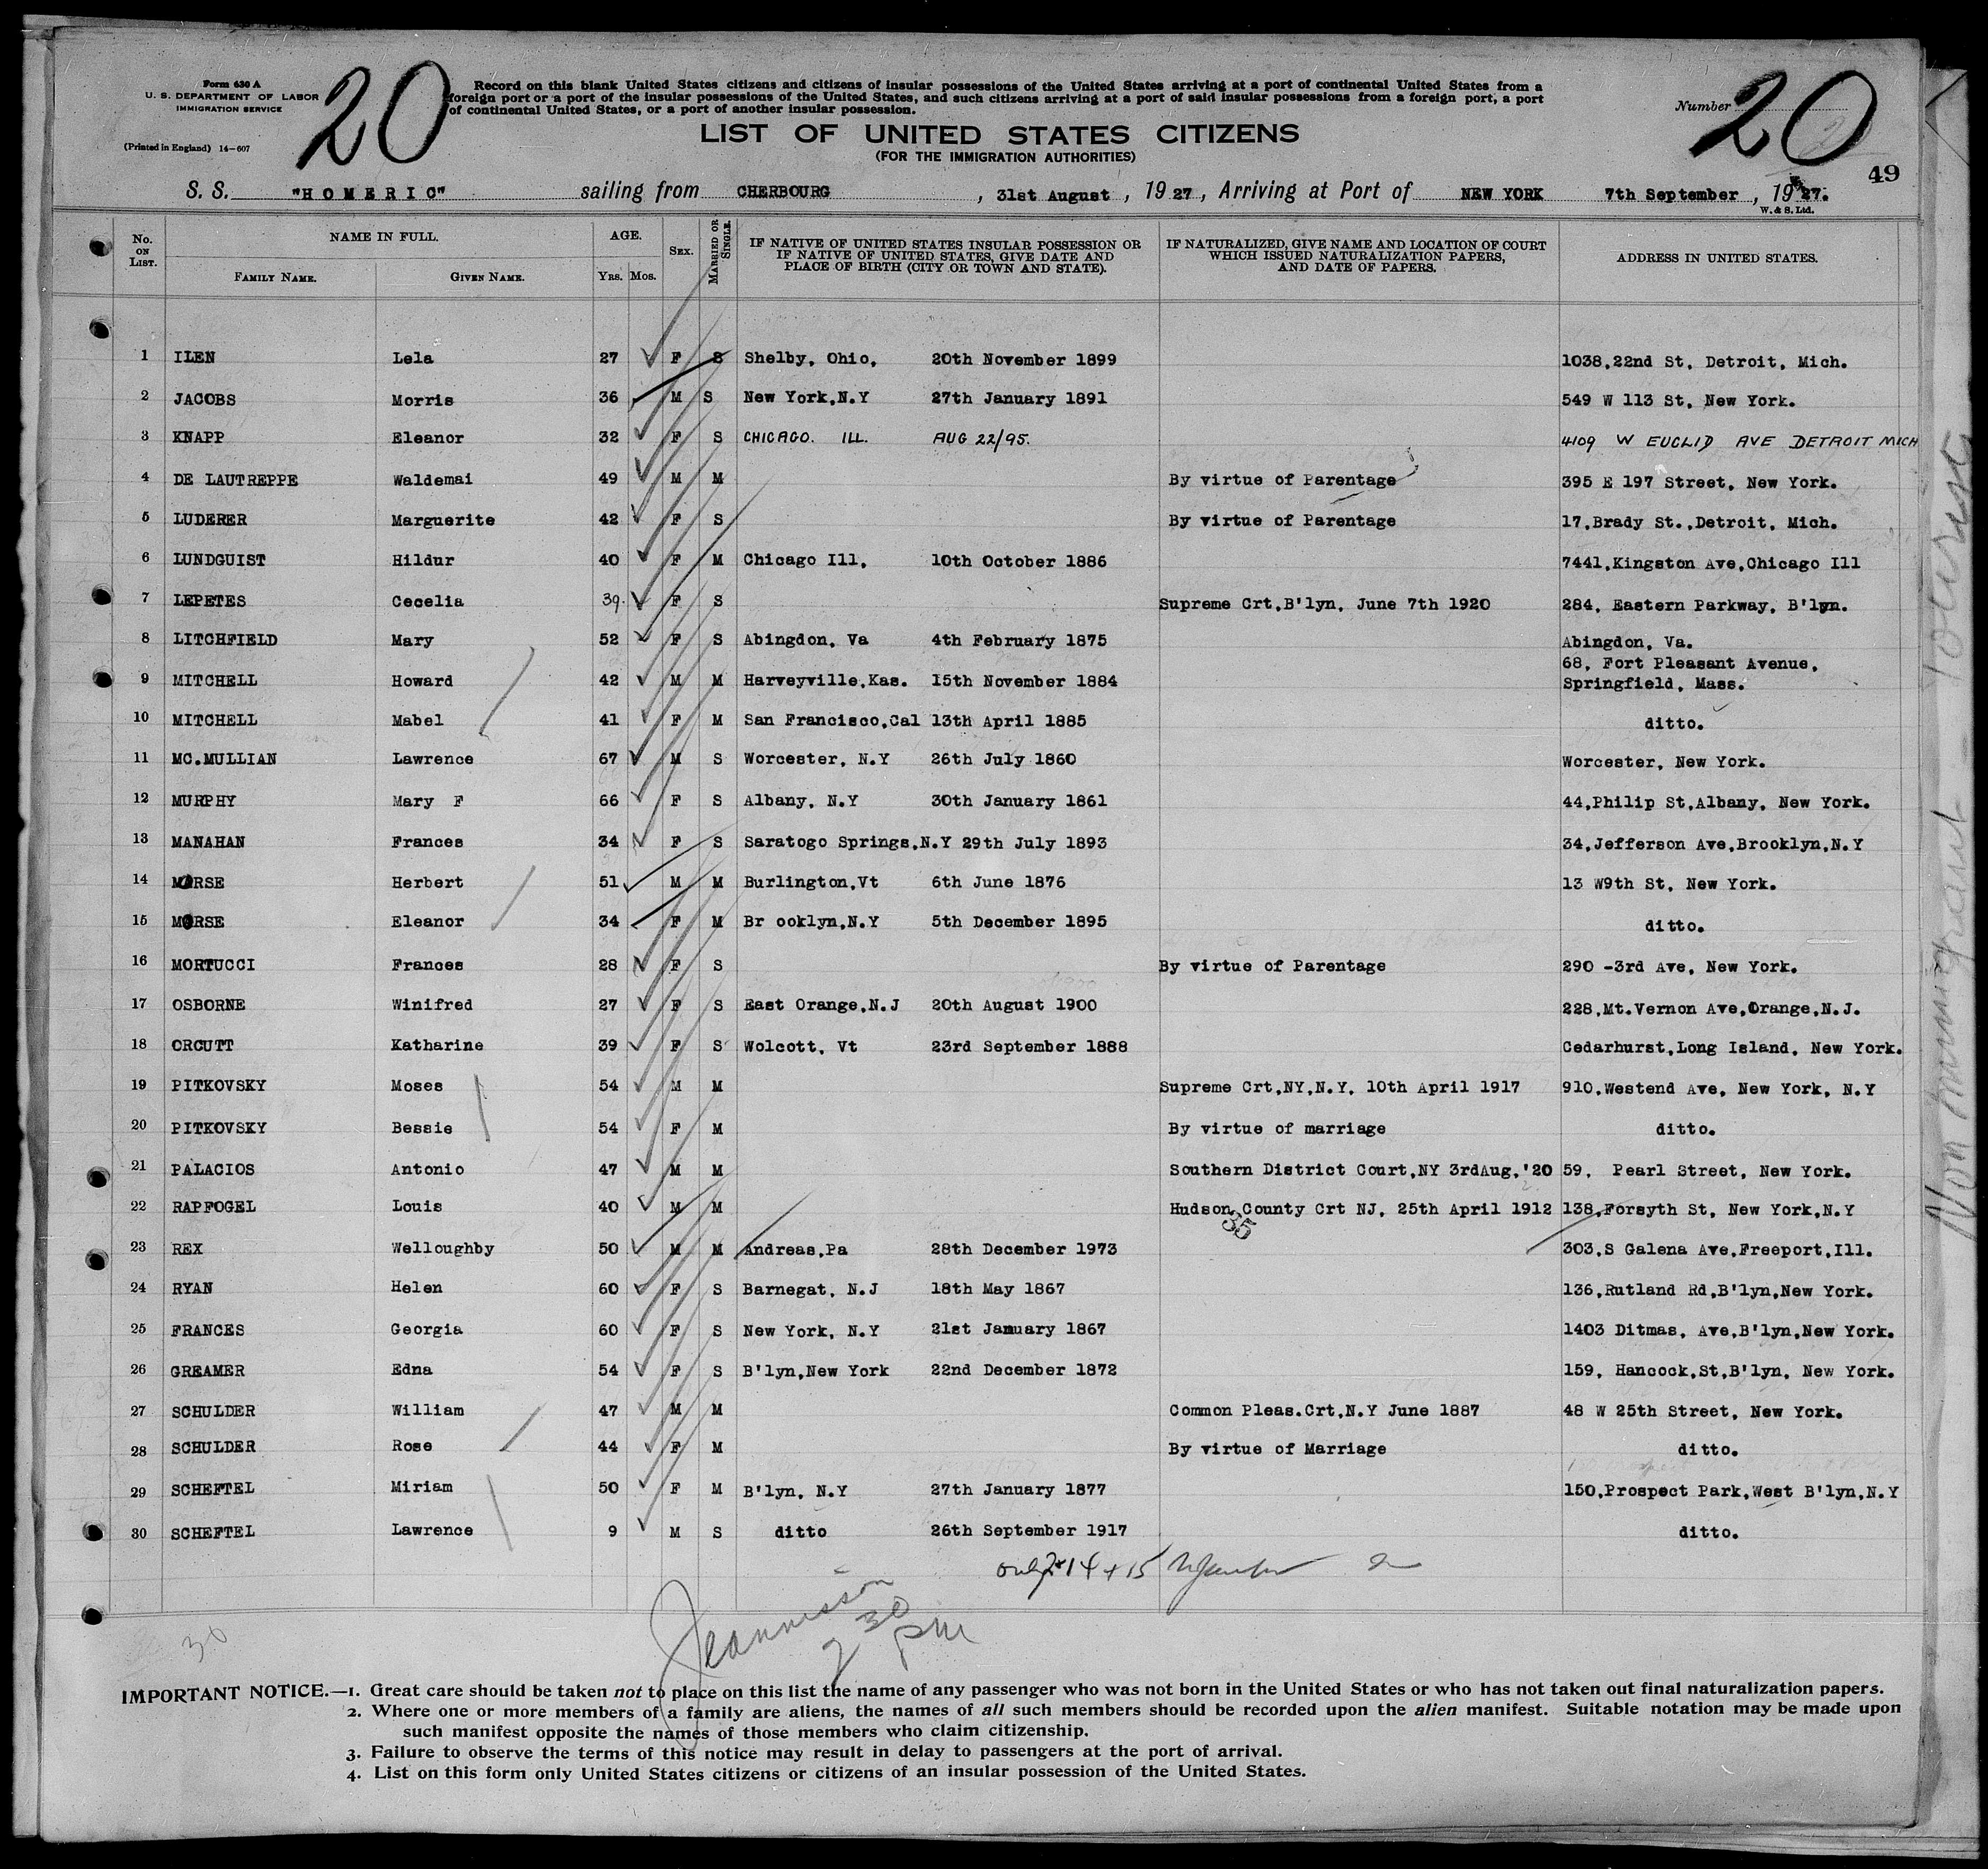 Form 630 A
U. S. DEPARTMENT OF LABOR
IMMIGRATION SERVICE
(Printed in England) 14—607
20
Record on this blank United States citizens and citizens of insular possessions of the United States arriving at a port of continental United States from a
foreign port or a port of the insular possessions of the United States, and such citizens arriving at a port of said insular possessions from a foreign port, a port
of continental United States, or a port of another insular possession.
LIST OF UNITED STATES CITIZENS
(FOR THE IMMIGRATION AUTHORITIES)
Number 20
49
S. S. "HOMERIC" sailing from CHERBOURG , 31st August , 1927, Arriving at Port of NEW YORK 7th September , 1927.
W. & S. Ltd.
No. ON LIST. NAME IN FULL. AGE. SEX. MARRIED OR SINGLE. IF NATIVE OF UNITED STATES INSULAR POSSESSION OR IF NATIVE OF UNITED STATES, GIVE DATE AND PLACE OF BIRTH (CITY OR TOWN AND STATE). IF NATURALIZED, GIVE NAME AND LOCATION OF COURT WHICH ISSUED NATURALIZATION PAPERS, AND DATE OF PAPERS. ADDRESS IN UNITED STATES.
FAMILY NAME. GIVEN NAME. YRS. MOS.
1 ILEN Lela 27 F S Shelby, Ohio, 20th November 1899 1038,22nd St, Detroit, Mich.
2 JACOBS Morris 36 M S New York,N.Y 27th January 1891 549 W 113 St, New York.
3 KNAPP Eleanor 32 F S CHICAGO. ILL. AUG 22/95. 4109 W EUCLID AVE DETROIT MICH
4 DE LAUTREPPE Waldemai 49 M M By virtue of Parentage 395 E 197 Street, New York.
5 LUDERER Marguerite 42 F S By virtue of Parentage 17,Brady St.,Detroit, Mich.
6 LUNDGUIST Hildur 40 F M Chicago Ill, 10th October 1886 7441,Kingston Ave,Chicago Ill
7 LEPETES Cecelia 39. F S Supreme Crt,B'lyn, June 7th 1920 284, Eastern Parkway, B'lyn.
8 LITCHFIELD Mary 52 F S Abingdon, Va 4th February 1875 Abingdon, Va.
68, Fort Pleasant Avenue,
9 MITCHELL Howard 42 M M Harveyville,Kas. 15th November 1884 Springfield, Mass.
10 MITCHELL Mabel 41 F M San Francisco,Cal 13th April 1885 ditto.
11 MC.MULLIAN Lawrence 67 M S Worcester, N.Y 26th July 1860 Worcester, New York.
12 MURPHY Mary F 66 F S Albany, N.Y 30th January 1861 44,Philip St,Albany, New York.
13 MANAHAN Frances 34 F S Saratogo Springs,N.Y 29th July 1893 34,Jefferson Ave,Brooklyn,N.Y
14 MORSE Herbert 51 M M Burlington,Vt 6th June 1876 13 W9th St, New York.
15 MORSE Eleanor 34 F M Br ooklyn,N.Y 5th December 1895 ditto.
16 MORTUCCI Frances 28 F S By virtue of Parentage 290 -3rd Ave, New York.
17 OSBORNE Winifred 27 F S East Orange,N.J 20th August 1900 228,Mt.Vernon Ave,Orange,N.J.
18 ORCUTT Katharine 39 F S Wolcott, Vt 23rd September 1888 Cedarhurst,Long Island, New York.
19 PITKOVSKY Moses 54 M M Supreme Crt,NY,N.Y, 10th April 1917 910,Westend Ave, New York, N.Y
20 PITKOVSKY Bessie 54 F M By virtue of marriage ditto.
21 PALACIOS Antonio 47 M M Southern District Court,NY 3rdAug,'20 59, Pearl Street, New York.
22 RAPFOGEL Louis 40 M M Hudson County Crt NJ, 25th April 1912 138,Forsyth St, New York,N.Y
35
23 REX Welloughby 50 M M Andreas,Pa 28th December 1973 303,S Galena Ave,Freeport,Ill.
24 RYAN Helen 60 F S Barnegat, N.J 18th May 1867 136,Rutland Rd,B'lyn,New York.
25 FRANCES Georgia 60 F S New York, N.Y 21st January 1867 1403 Ditmas, Ave,B'lyn,New York.
26 GREAMER Edna 54 F S B'lyn,New York 22nd December 1872 159, Hancock,St,B'lyn, New York.
27 SCHULDER William 47 M M Common Pleas.Crt,N.Y June 1887 48 W 25th Street, New York.
28 SCHULDER Rose 44 F M By virtue of Marriage ditto.
29 SCHEFTEL Miriam 50 F M B'lyn, N.Y 27th January 1877 150,Prospect Park,West B'lyn,N.Y
30 SCHEFTEL Lawrence 9 M S ditto 26th September 1917 ditto.
only 2+14+15
Jeannisson
2 30 PM
30
Non immigrant - Tourist
IMPORTANT NOTICE.—1. Great care should be taken not to place on this list the name of any passenger who was not born in the United States or who has not taken out final naturalization papers.
2. Where one or more members of a family are aliens, the names of all such members should be recorded upon the alien manifest. Suitable notation may be made upon
such manifest opposite the names of those members who claim citizenship.
3. Failure to observe the terms of this notice may result in delay to passengers at the port of arrival.
4. List on this form only United States citizens or citizens of an insular possession of the United States.